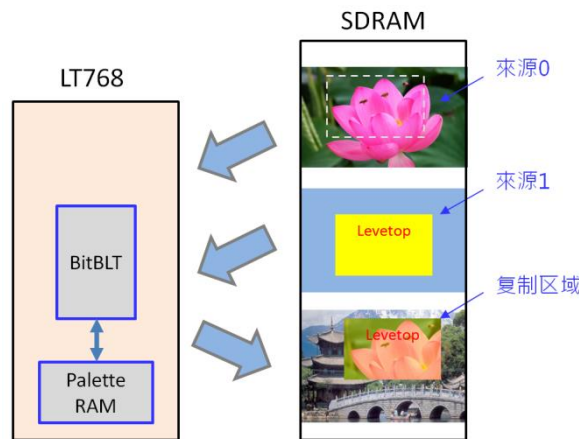 SDRAM
LT768
來源0
來源1
Levetop
BitBLT
复制区域
Levetop
Palette
RAM